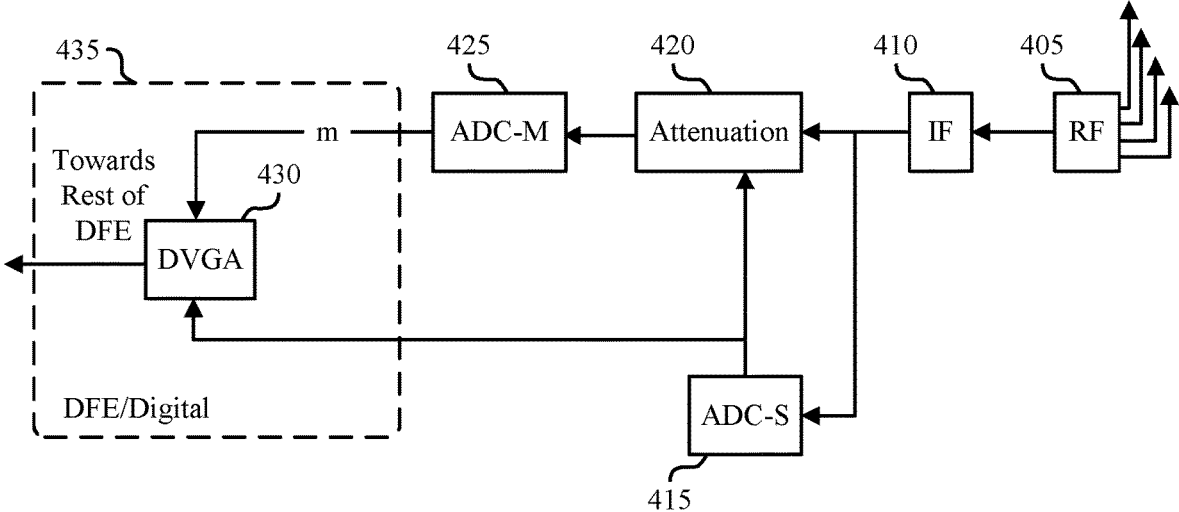 435
425
420
410
405
ADC-M
Attenuation
IF
RF
m
Towards
Rest of
DFE
430
DVGA
DFE/Digital
ADC-S
415